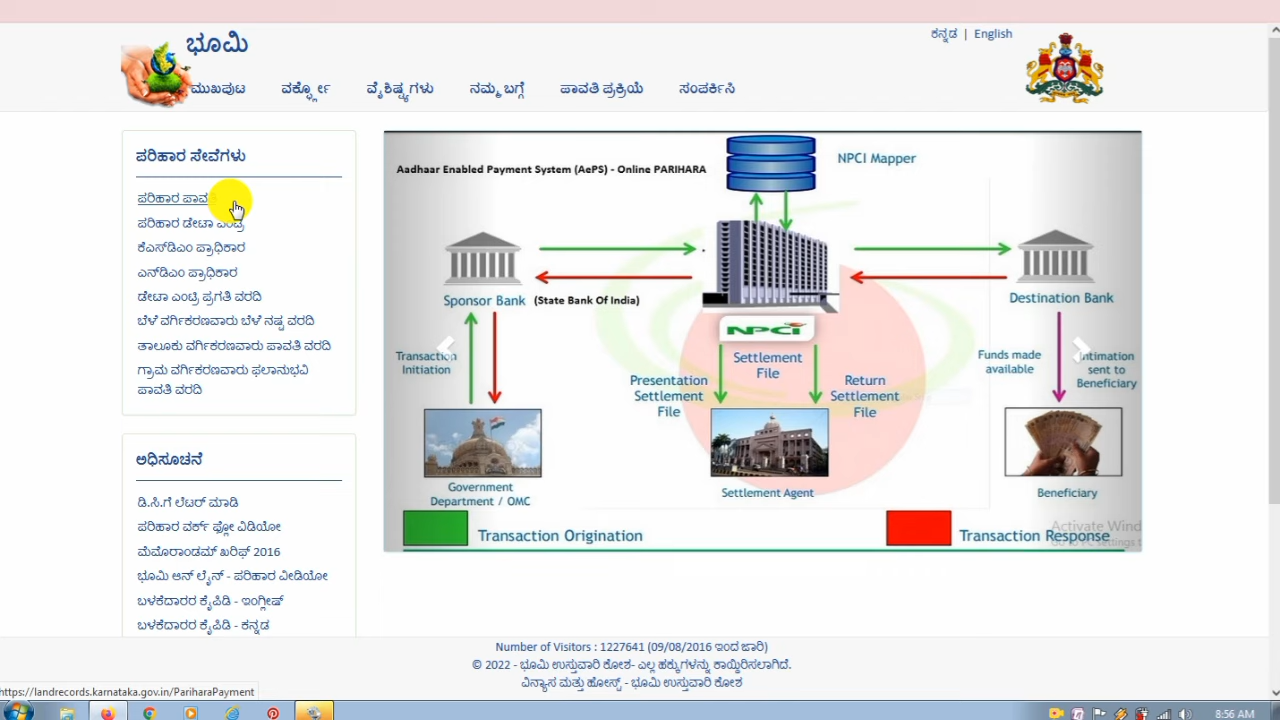 ಭೂಮಿ
ಕನ್ನಡ | English
ಮುಖಪುಟ ವರ್ಕ್ಫ್ಲೋ ವೈಶಿಷ್ಟ್ಯಗಳು ನಮ್ಮ ಬಗ್ಗೆ ಪಾವತಿ ಪ್ರಕ್ರಿಯೆ ಸಂಪರ್ಕಿಸಿ
ಪರಿಹಾರ ಸೇವೆಗಳು
ಪರಿಹಾರ ಪಾವತಿ
ಪರಿಹಾರ ಡೇಟಾ ಎಂಟ್ರಿ
ಕೆಎಸ್‌ಡಿಎಂ ಪ್ರಾಧಿಕಾರ
ಎನ್‌ಡಿಎಂ ಪ್ರಾಧಿಕಾರ
ಡೇಟಾ ಎಂಟ್ರಿ ಪ್ರಗತಿ ವರದಿ
ಬೆಳೆ ವರ್ಗಿಕರಣವಾರು ಬೆಳೆ ನಷ್ಟ ವರದಿ
ತಾಲೂಕು ವರ್ಗಿಕರಣವಾರು ಪಾವತಿ ವರದಿ
ಗ್ರಾಮ ವರ್ಗಿಕರಣವಾರು ಫಲಾನುಭವಿ
ಪಾವತಿ ವರದಿ
ಅಧಿಸೂಚನೆ
ಡಿ.ಸಿ.ಗೆ ಲೆಟರ್ ಮಾಡಿ
ಪರಿಹಾರ ವರ್ಕ್ ಫ್ಲೋ ವಿಡಿಯೋ
ಮೆಮೊರಾಂಡಮ್ ಖರಿಫ್ 2016
ಭೂಮಿ ಆನ್ ಲೈನ್ - ಪರಿಹಾರ ವೀಡಿಯೋ
ಬಳಕೆದಾರರ ಕೈಪಿಡಿ - ಇಂಗ್ಲೀಷ್
ಬಳಕೆದಾರರ ಕೈಪಿಡಿ - ಕನ್ನಡ
Aadhaar Enabled Payment System (AePS) - Online PARIHARA
NPCI Mapper
Sponsor Bank (State Bank Of India)
Destination Bank
NPCI
Transaction
Initiation
Settlement
File
Presentation
Settlement
File
Return
Settlement
File
Funds made
available
Intimation
sent to
Beneficiary
Government
Department / OMC
Settlement Agent
Beneficiary
Transaction Origination
Transaction Response
Activate Wind
Number of Visitors : 1227641 (09/08/2016 ಇಂದ ಜಾರಿ)
© 2022 - ಭೂಮಿ ಉಸ್ತುವಾರಿ ಕೋಶ- ಎಲ್ಲ ಹಕ್ಕುಗಳನ್ನು ಕಾಯ್ದಿರಿಸಲಾಗಿದೆ.
ವಿನ್ಯಾಸ ಮತ್ತು ಹೋಸ್ಟ್ - ಭೂಮಿ ಉಸ್ತುವಾರಿ ಕೋಶ
https://landrecords.karnataka.gov.in/PariharaPayment
8:56 AM